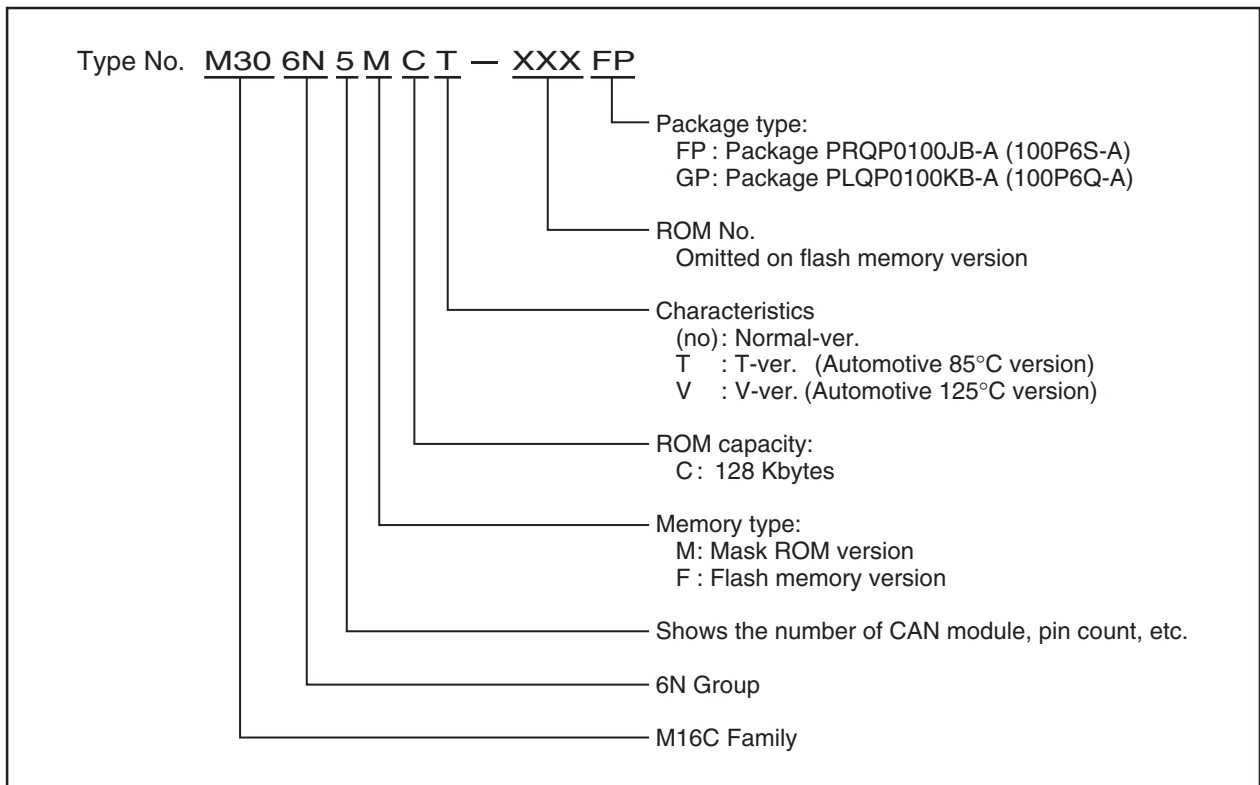 Type No. M30 6N 5 M C T — XXX FP
Package type:
FP : Package PRQP0100JB-A (100P6S-A)
GP: Package PLQP0100KB-A (100P6Q-A)
ROM No.
Omitted on flash memory version
Characteristics
(no) : Normal-ver.
T : T-ver. (Automotive 85°C version)
V : V-ver. (Automotive 125°C version)
ROM capacity:
C : 128 Kbytes
Memory type:
M: Mask ROM version
F : Flash memory version
Shows the number of CAN module, pin count, etc.
6N Group
M16C Family